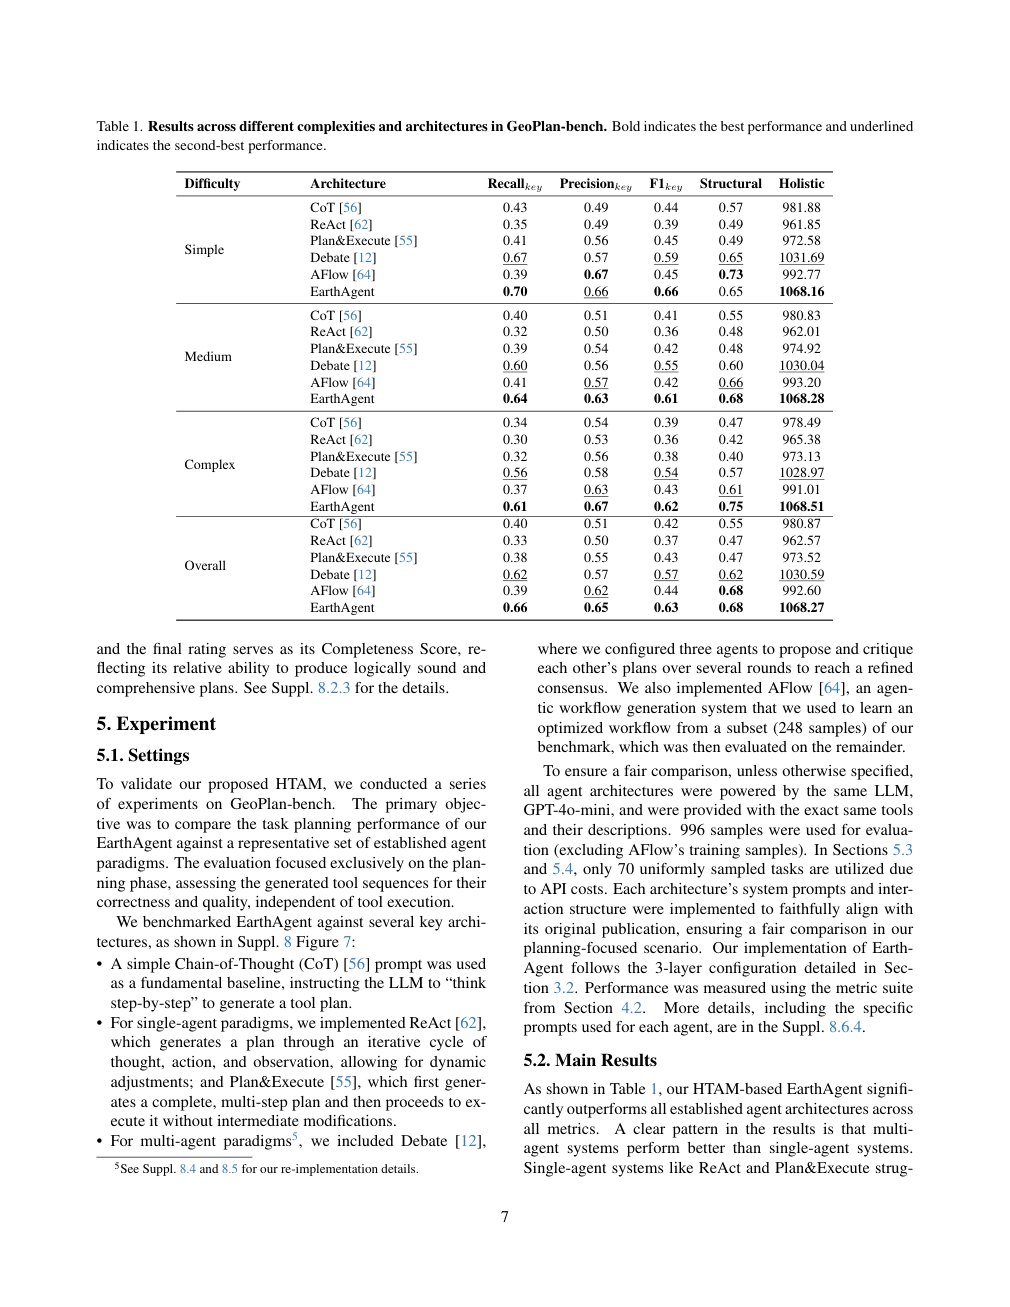 Table 1. Results across different complexities and architectures in GeoPlan-bench. Bold indicates the best performance and underlined
indicates the second-best performance.
Difficulty Architecture Recallkey Precisionkey F1key Structural Holistic
Simple
CoT [56] 0.43 0.49 0.44 0.57 981.88
ReAct [62] 0.35 0.49 0.39 0.49 961.85
Plan&Execute [55] 0.41 0.56 0.45 0.49 972.58
Debate [12] 0.67 0.57 0.59 0.65 1031.69
AFlow [64] 0.39 0.67 0.45 0.73 992.77
EarthAgent 0.70 0.66 0.66 0.65 1068.16
Medium
CoT [56] 0.40 0.51 0.41 0.55 980.83
ReAct [62] 0.32 0.50 0.36 0.48 962.01
Plan&Execute [55] 0.39 0.54 0.42 0.48 974.92
Debate [12] 0.60 0.56 0.55 0.60 1030.04
AFlow [64] 0.41 0.57 0.42 0.66 993.20
EarthAgent 0.64 0.63 0.61 0.68 1068.28
Complex
CoT [56] 0.34 0.54 0.39 0.47 978.49
ReAct [62] 0.30 0.53 0.36 0.42 965.38
Plan&Execute [55] 0.32 0.56 0.38 0.40 973.13
Debate [12] 0.56 0.58 0.54 0.57 1028.97
AFlow [64] 0.37 0.63 0.43 0.61 991.01
EarthAgent 0.61 0.67 0.62 0.75 1068.51
Overall
CoT [56] 0.40 0.51 0.42 0.55 980.87
ReAct [62] 0.33 0.50 0.37 0.47 962.57
Plan&Execute [55] 0.38 0.55 0.43 0.47 973.52
Debate [12] 0.62 0.57 0.57 0.62 1030.59
AFlow [64] 0.39 0.62 0.44 0.68 992.60
EarthAgent 0.66 0.65 0.63 0.68 1068.27
and the final rating serves as its Completeness Score, re-
flecting its relative ability to produce logically sound and
comprehensive plans. See Suppl. 8.2.3 for the details.
5. Experiment
5.1. Settings
To validate our proposed HTAM, we conducted a series
of experiments on GeoPlan-bench. The primary objec-
tive was to compare the task planning performance of our
EarthAgent against a representative set of established agent
paradigms. The evaluation focused exclusively on the plan-
ning phase, assessing the generated tool sequences for their
correctness and quality, independent of tool execution.
We benchmarked EarthAgent against several key archi-
tectures, as shown in Suppl. 8 Figure 7:
• A simple Chain-of-Thought (CoT) [56] prompt was used
as a fundamental baseline, instructing the LLM to “think
step-by-step” to generate a tool plan.
• For single-agent paradigms, we implemented ReAct [62],
which generates a plan through an iterative cycle of
thought, action, and observation, allowing for dynamic
adjustments; and Plan&Execute [55], which first gener-
ates a complete, multi-step plan and then proceeds to ex-
ecute it without intermediate modifications.
• For multi-agent paradigms5, we included Debate [12],
5See Suppl. 8.4 and 8.5 for our re-implementation details.
where we configured three agents to propose and critique
each other's plans over several rounds to reach a refined
consensus. We also implemented AFlow [64], an agen-
tic workflow generation system that we used to learn an
optimized workflow from a subset (248 samples) of our
benchmark, which was then evaluated on the remainder.
To ensure a fair comparison, unless otherwise specified,
all agent architectures were powered by the same LLM,
GPT-4o-mini, and were provided with the exact same tools
and their descriptions. 996 samples were used for evalua-
tion (excluding AFlow's training samples). In Sections 5.3
and 5.4, only 70 uniformly sampled tasks are utilized due
to API costs. Each architecture's system prompts and inter-
action structure were implemented to faithfully align with
its original publication, ensuring a fair comparison in our
planning-focused scenario. Our implementation of Earth-
Agent follows the 3-layer configuration detailed in Sec-
tion 3.2. Performance was measured using the metric suite
from Section 4.2. More details, including the specific
prompts used for each agent, are in the Suppl. 8.6.4.
5.2. Main Results
As shown in Table 1, our HTAM-based EarthAgent signifi-
cantly outperforms all established agent architectures across
all metrics. A clear pattern in the results is that multi-
agent systems perform better than single-agent systems.
Single-agent systems like ReAct and Plan&Execute strug-
7